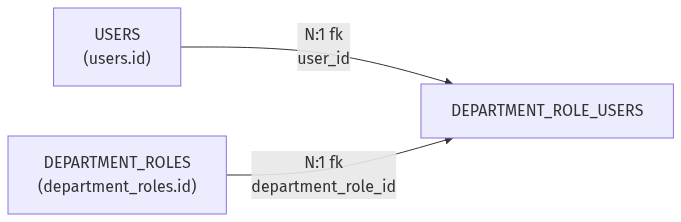 USERS
(users.id)
N:1 fk
user_id
DEPARTMENT_ROLE_USERS
DEPARTMENT_ROLES
(department_roles.id)
N:1 fk
department_role_id